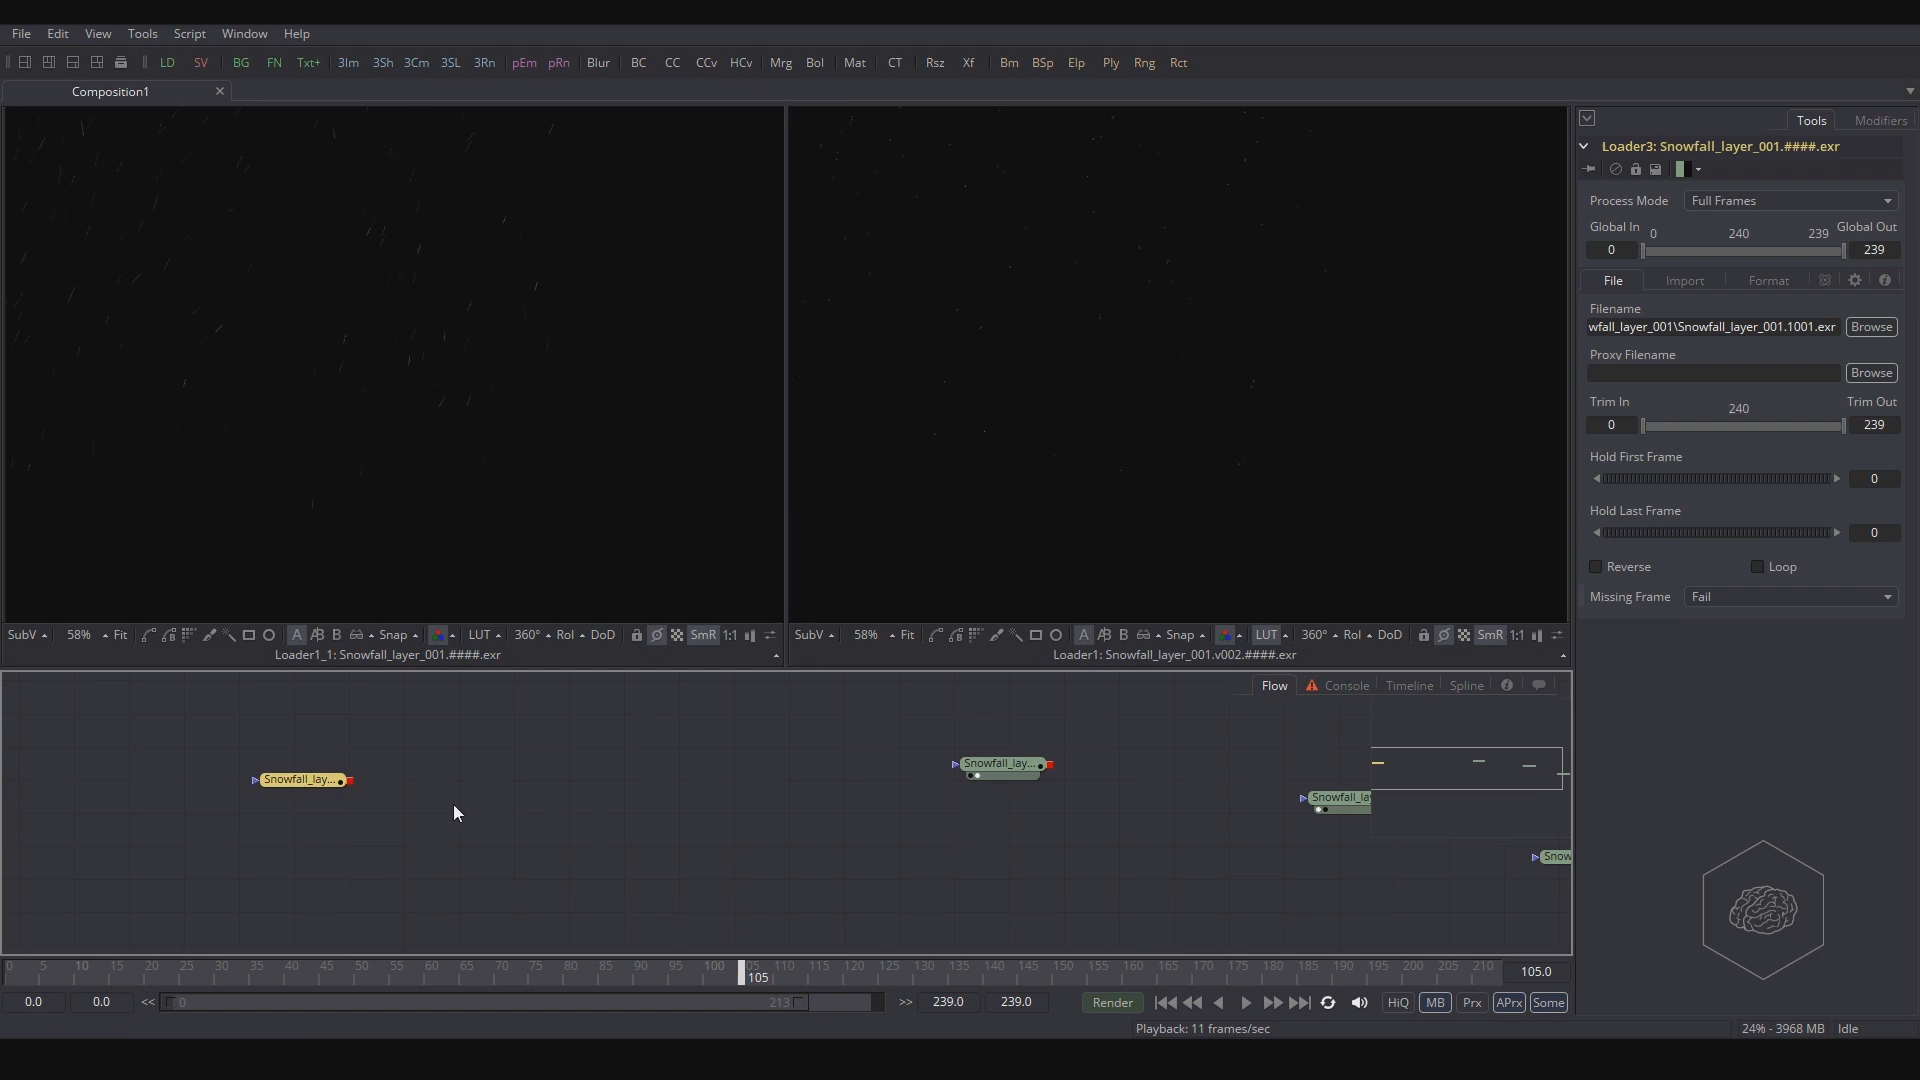 File Edit View Tools Script Window Help
LD SV BG FN Txt+ 3Im 3Sh 3Cm 3SL 3Rn pEm pRn Blur BC CC CCv HCv Mrg Bol Mat CT Rsz Xf Bm BSp Elp Ply Rng Rct
Composition1
Tools Modifiers
Loader3: Snowfall_layer_001.####.exr
Process Mode Full Frames
Global In 0 240 239 Global Out
0 239
File Import Format
Filename
wfall_layer_001\Snowfall_layer_001.1001.exr Browse
Proxy Filename
Browse
Trim In 240 Trim Out
0 239
Hold First Frame
0
Hold Last Frame
0
Reverse Loop
Missing Frame Fail
SubV 58% Fit A B Snap LUT 360° RoI DoD SmR 1:1
Loader1_1: Snowfall_layer_001.####.exr
SubV 58% Fit A B Snap LUT 360° RoI DoD SmR 1:1
Loader1: Snowfall_layer_001.v002.####.exr
Flow Console Timeline Spline
Snowfall_lay...
Snowfall_lay...
Snowfall_la
Snow
0 5 10 15 20 25 30 35 40 45 50 55 60 65 70 75 80 85 90 95 100 105 110 115 120 125 130 135 140 145 150 155 160 165 170 175 180 185 190 195 200 205 210
105 105.0
0.0 0.0 << 0 213 >> 239.0 239.0 Render HiQ MB Prx APrx Some
Playback: 11 frames/sec 24% - 3968 MB Idle